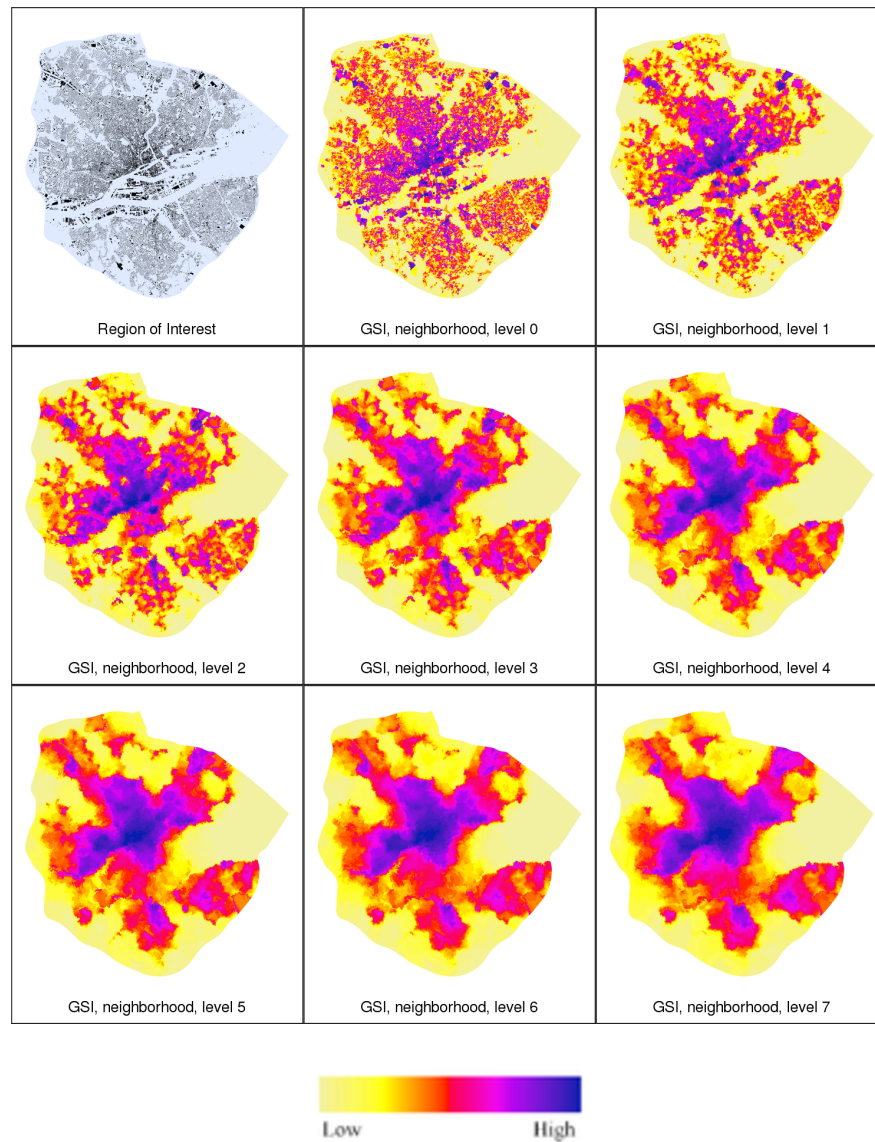 Region of Interest
GSI, neighborhood, level 0
GSI, neighborhood, level 1
GSI, neighborhood, level 2
GSI, neighborhood, level 3
GSI, neighborhood, level 4
GSI, neighborhood, level 5
GSI, neighborhood, level 6
GSI, neighborhood, level 7
Low High